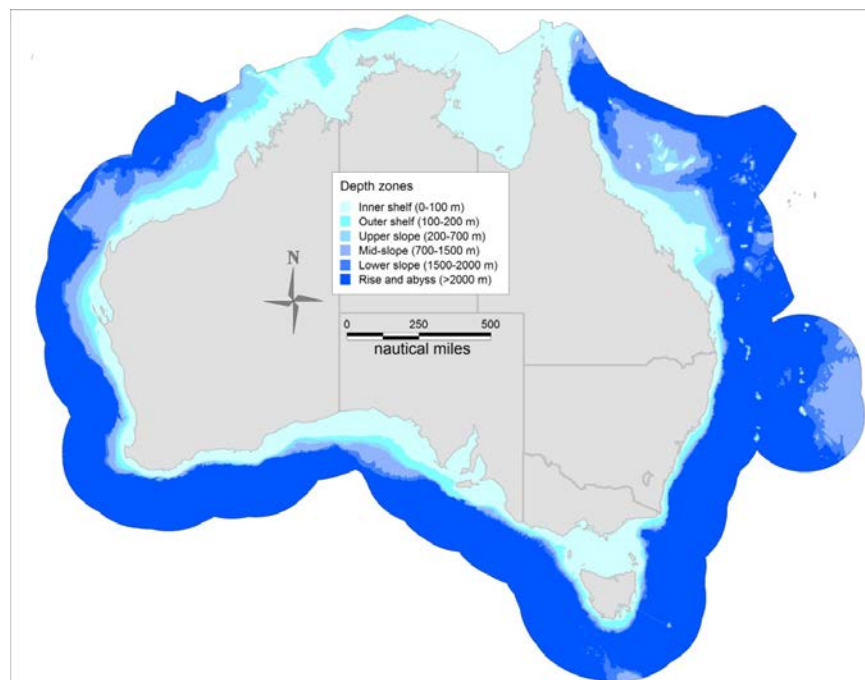 Depth zones
Inner shelf (0-100 m)
Outer shelf (100-200 m)
Upper slope (200-700 m)
Mid-slope (700-1500 m)
Lower slope (1500-2000 m)
Rise and abyss (>2000 m)
N
0 250 500
nautical miles